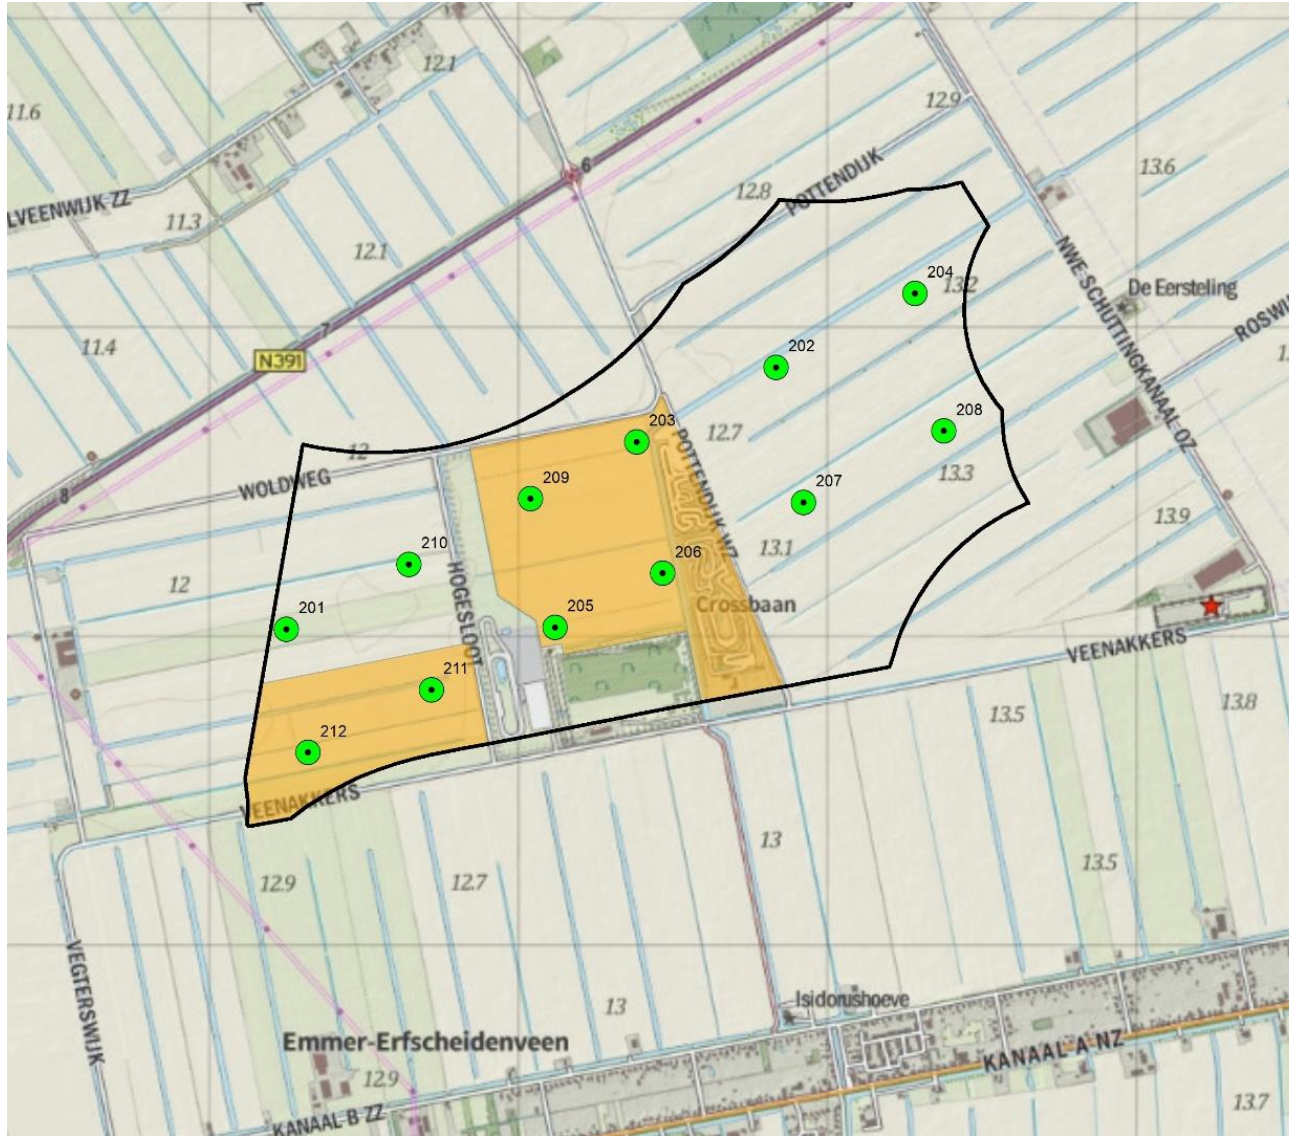 12.1
11.6
12.9
13.6
6
POTTENDIJK
12.8
LVEENWIJK ZZ
11.3
12.1
NWE-SCHUTTINGKANAAL-OZ
204
13.2
De Eersteling
7
11.4
N391
202
ROSWI
203
208
12.7
12
POTTENDIJK WZ
WOLDWEG
209
13.3
8
207
13.9
210
13.1
206
HOGESLOOT
12
201
205
Crossbaan
VEENAKKERS
211
13.8
13.5
212
VEENAKKERS
13
13.5
12.9
12.7
VEGTERSWIJK
13
Isidorushoeve
Emmer-Erfscheidenveen
KANAAL A NZ
12.9
KANAAL B ZZ
13.7